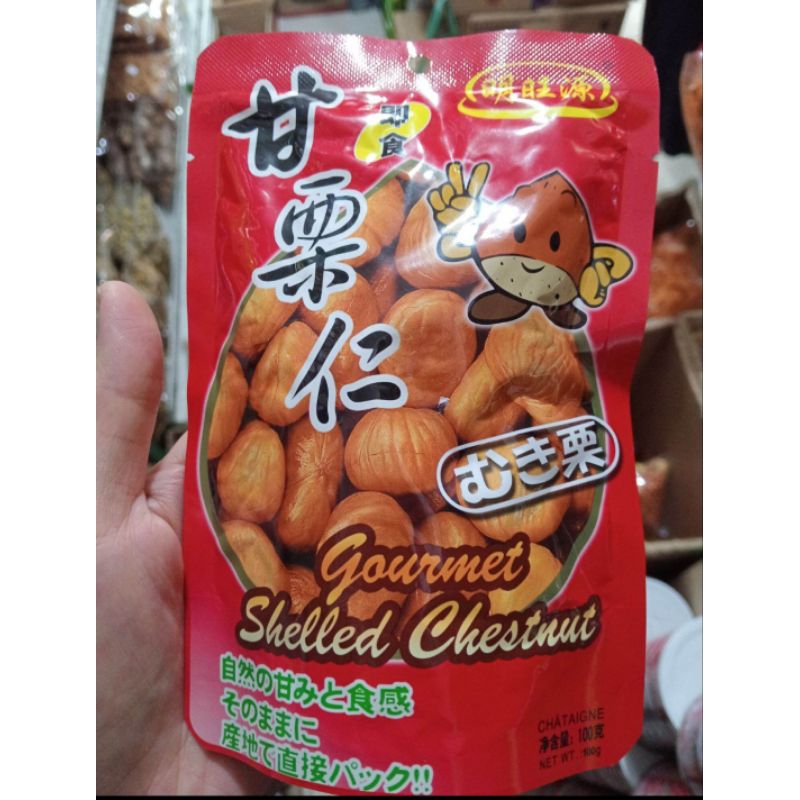 明旺源
即食
甘栗仁
むき栗
Gourmet
Shelled Chestnut
自然の甘みと食感
そのままに
産地て直接パック!!
CHÂTAIGNE
净含量: 100克
NET WT: 100g